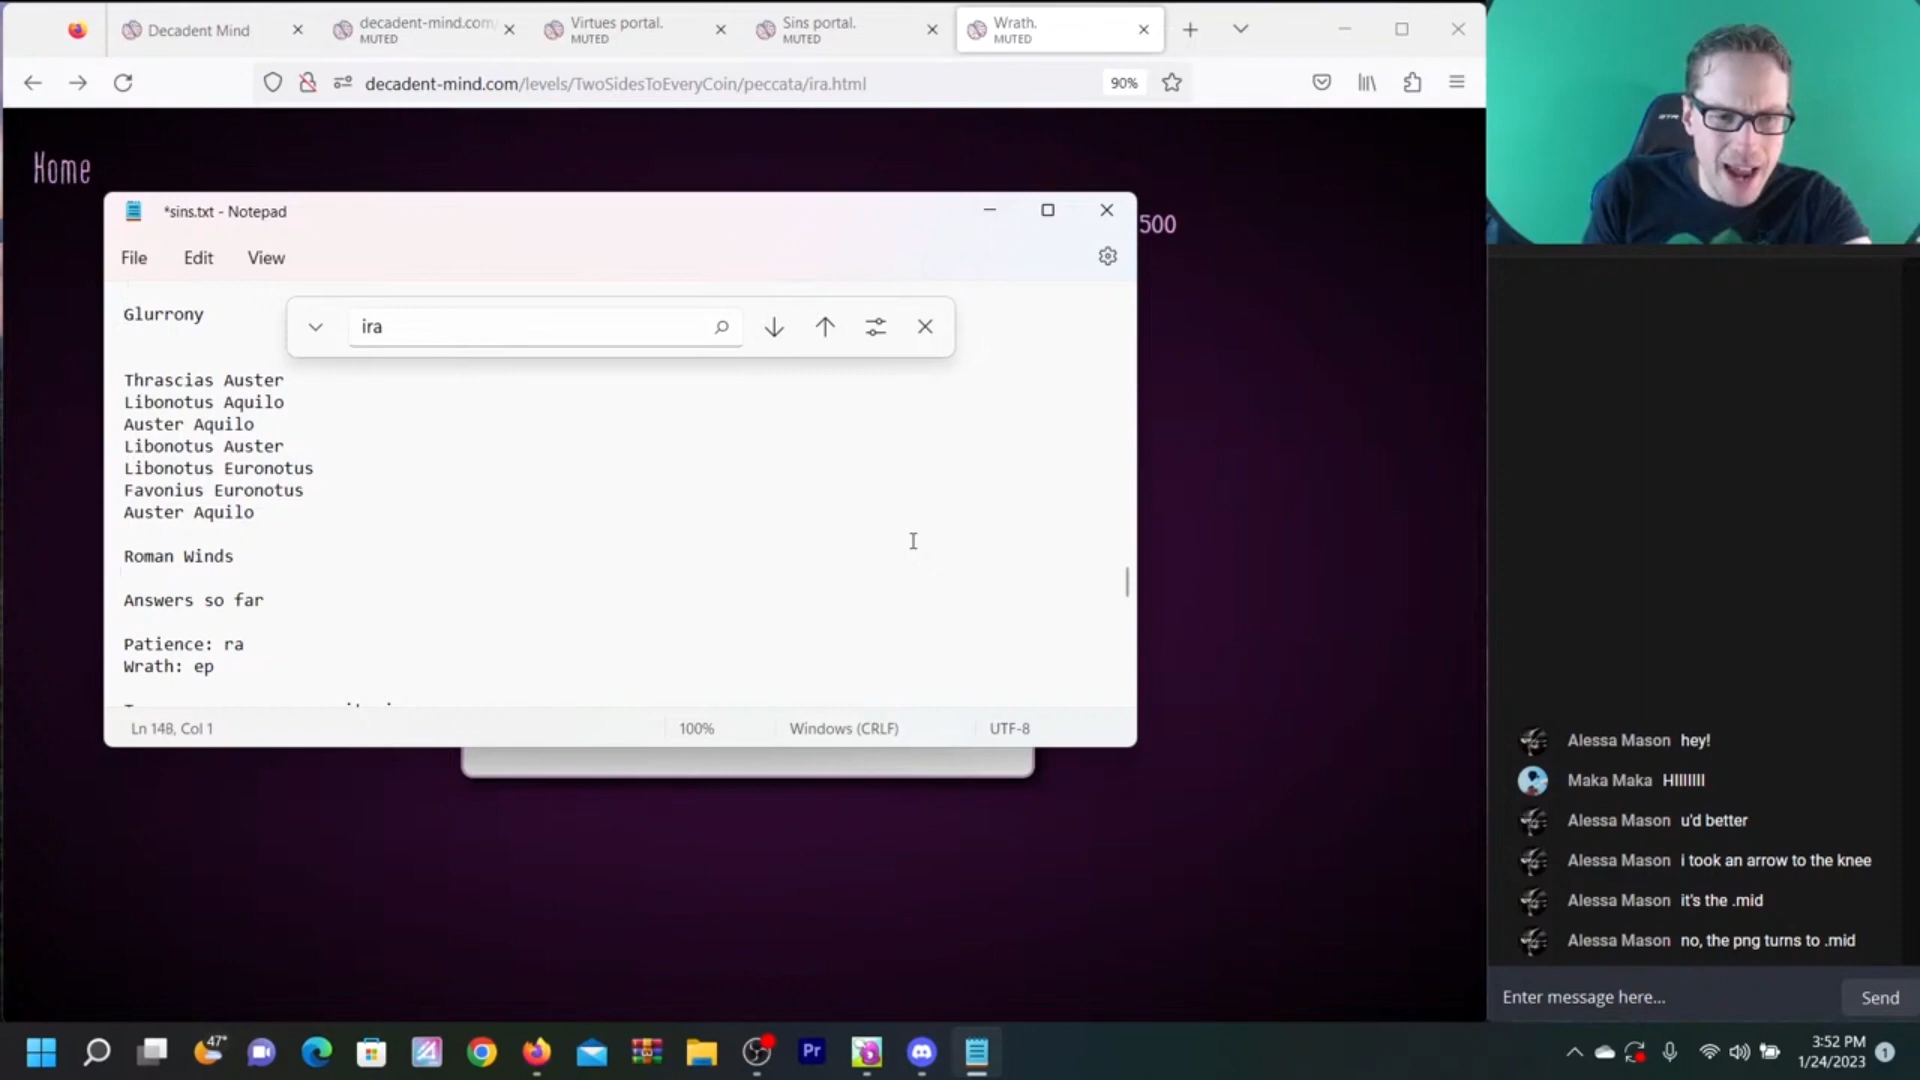 Decadent Mind
decadent-mind.com/
MUTED
Virtues portal.
MUTED
Sins portal.
MUTED
Wrath.
MUTED
decadent-mind.com/levels/TwoSidesToEveryCoin/peccata/ira.html
90%
Home
500
*sins.txt - Notepad
File Edit View
Glurrony
ira
Thrascias Auster
Libonotus Aquilo
Auster Aquilo
Libonotus Auster
Libonotus Euronotus
Favonius Euronotus
Auster Aquilo
Roman Winds
Answers so far
Patience: ra
Wrath: ep
Ln 148, Col 1
100%
Windows (CRLF)
UTF-8
Alessa Mason hey!
Maka Maka HIIIIIII
Alessa Mason u'd better
Alessa Mason i took an arrow to the knee
Alessa Mason it's the .mid
Alessa Mason no, the png turns to .mid
Enter message here...
Send
47°
Pr
3:52 PM
1/24/2023
1